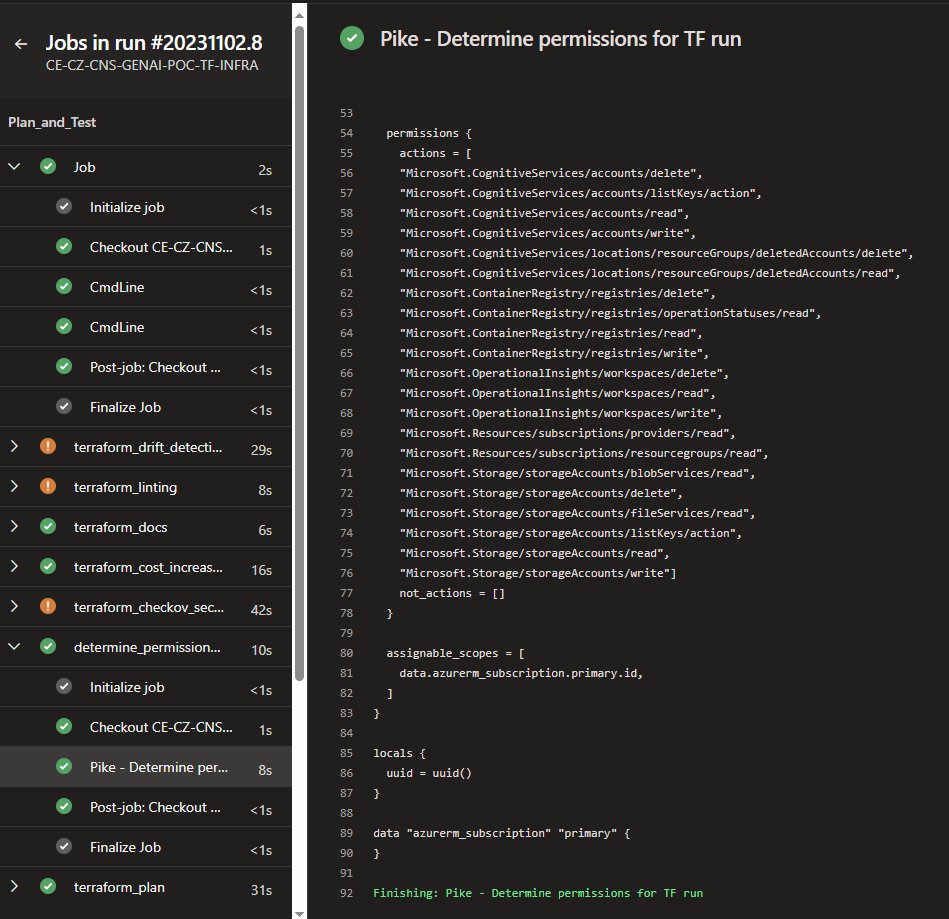 Jobs in run #20231102.8
CE-CZ-CNS-GENAI-POC-TF-INFRA
Plan_and_Test
Job 2s
Initialize job <1s
Checkout CE-CZ-CNS... 1s
CmdLine <1s
CmdLine <1s
Post-job: Checkout ... <1s
Finalize Job <1s
terraform_drift_detecti... 29s
terraform_linting 8s
terraform_docs 6s
terraform_cost_increas... 16s
terraform_checkov_sec... 42s
determine_permission... 10s
Initialize job <1s
Checkout CE-CZ-CNS... 1s
Pike - Determine per... 8s
Post-job: Checkout ... <1s
Finalize Job <1s
terraform_plan 31s
Pike - Determine permissions for TF run
53
54 permissions {
55 actions = [
56 "Microsoft.CognitiveServices/accounts/delete",
57 "Microsoft.CognitiveServices/accounts/listKeys/action",
58 "Microsoft.CognitiveServices/accounts/read",
59 "Microsoft.CognitiveServices/accounts/write",
60 "Microsoft.CognitiveServices/locations/resourceGroups/deletedAccounts/delete",
61 "Microsoft.CognitiveServices/locations/resourceGroups/deletedAccounts/read",
62 "Microsoft.ContainerRegistry/registries/delete",
63 "Microsoft.ContainerRegistry/registries/operationStatuses/read",
64 "Microsoft.ContainerRegistry/registries/read",
65 "Microsoft.ContainerRegistry/registries/write",
66 "Microsoft.OperationalInsights/workspaces/delete",
67 "Microsoft.OperationalInsights/workspaces/read",
68 "Microsoft.OperationalInsights/workspaces/write",
69 "Microsoft.Resources/subscriptions/providers/read",
70 "Microsoft.Resources/subscriptions/resourcegroups/read",
71 "Microsoft.Storage/storageAccounts/blobServices/read",
72 "Microsoft.Storage/storageAccounts/delete",
73 "Microsoft.Storage/storageAccounts/fileServices/read",
74 "Microsoft.Storage/storageAccounts/listKeys/action",
75 "Microsoft.Storage/storageAccounts/read",
76 "Microsoft.Storage/storageAccounts/write"]
77 not_actions = []
78 }
79
80 assignable_scopes = [
81 data.azurerm_subscription.primary.id,
82 ]
83 }
84
85 locals {
86 uuid = uuid()
87 }
88
89 data "azurerm_subscription" "primary" {
90 }
91
92 Finishing: Pike - Determine permissions for TF run